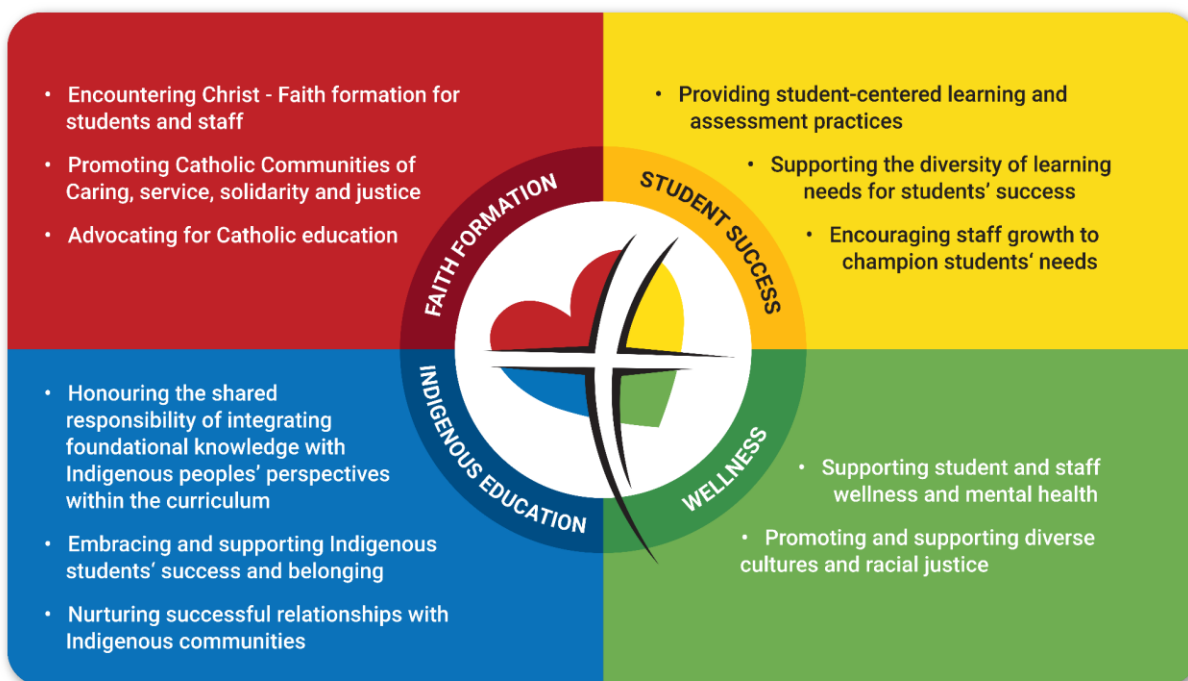 • Encountering Christ - Faith formation for
students and staff
• Promoting Catholic Communities of
Caring, service, solidarity and justice
• Advocating for Catholic education
FAITH FORMATION
• Providing student-centered learning and
assessment practices
• Supporting the diversity of learning
needs for students‘ success
• Encouraging staff growth to
champion students‘ needs
STUDENT SUCCESS
• Honouring the shared
responsibility of integrating
foundational knowledge with
Indigenous peoples’ perspectives
within the curriculum
• Embracing and supporting Indigenous
students‘ success and belonging
• Nurturing successful relationships with
Indigenous communities
INDIGENOUS EDUCATION
WELLNESS
• Supporting student and staff
wellness and mental health
• Promoting and supporting diverse
cultures and racial justice